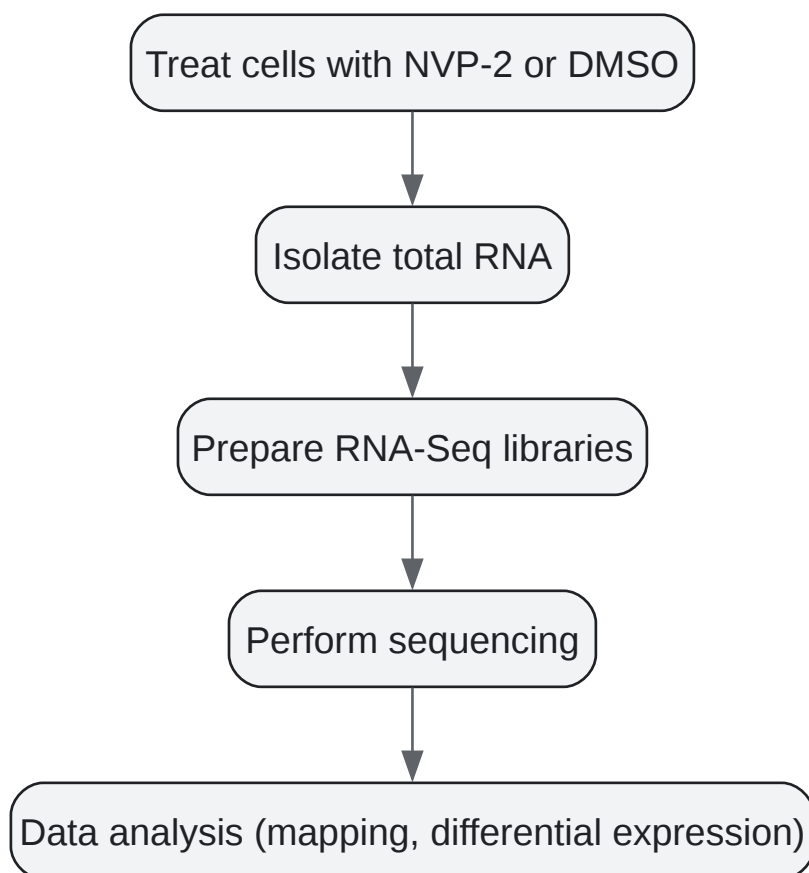 Treat cells with NVP-2 or DMSO
Isolate total RNA
Prepare RNA-Seq libraries
Perform sequencing
Data analysis (mapping, differential expression)